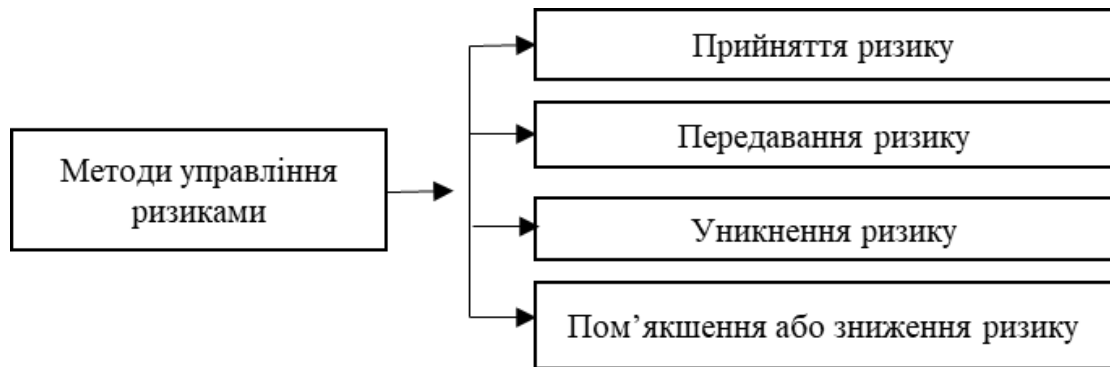 Методи управління
ризиками
Прийняття ризику
Передавання ризику
Уникнення ризику
Пом’якшення або зниження ризику